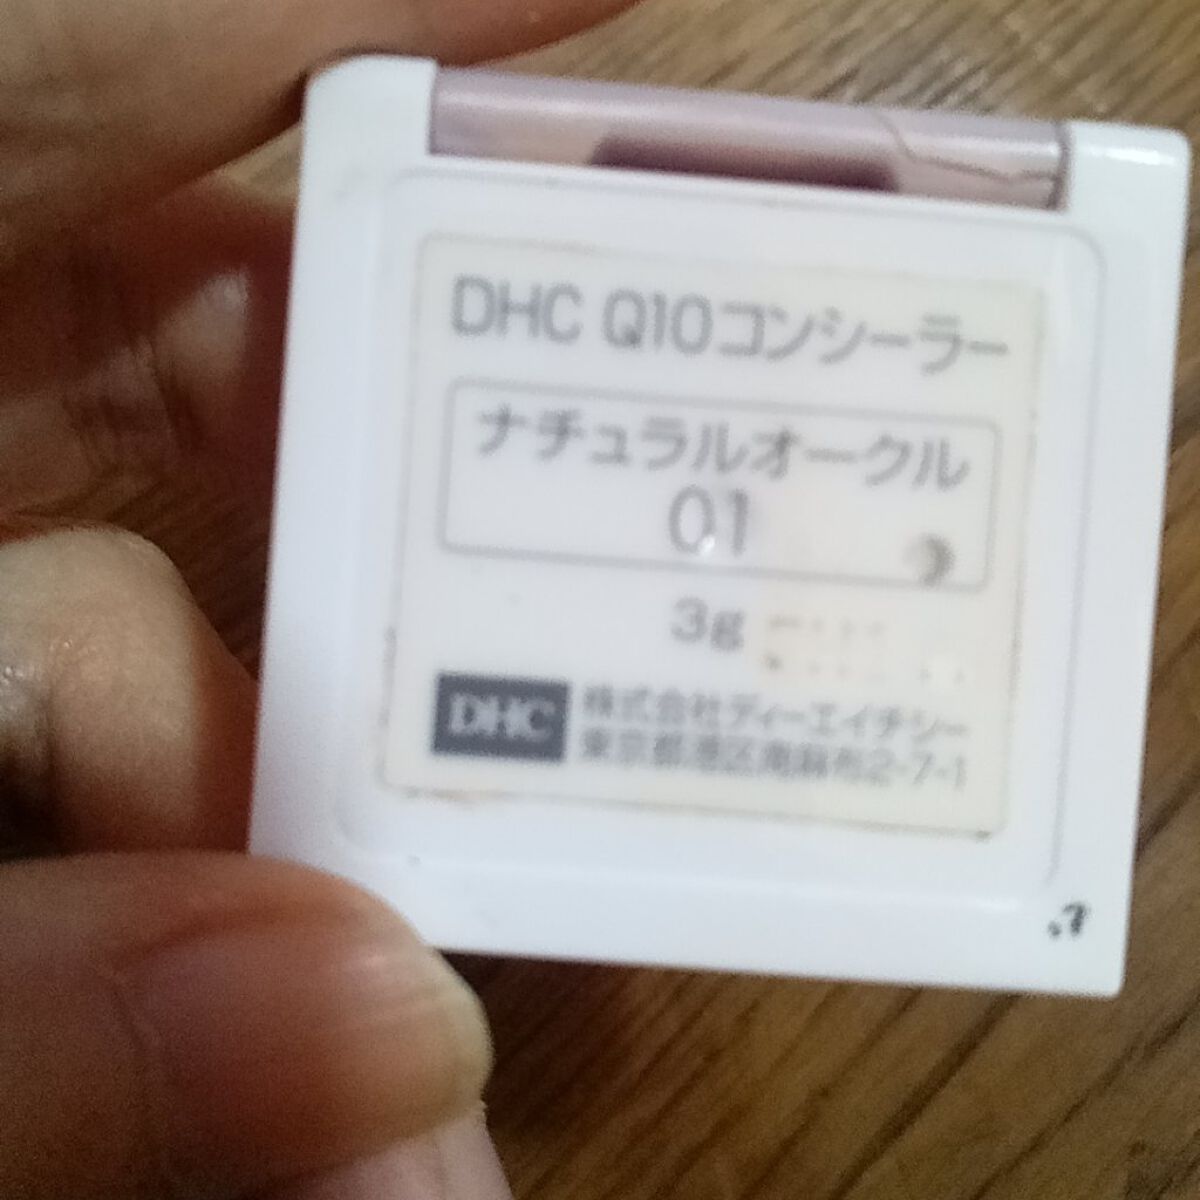 DHC Q10コンシーラー
ナチュラルオークル
01
3g
DHC
株式会社ディーエイチシー
東京都港区南麻布2-7-1